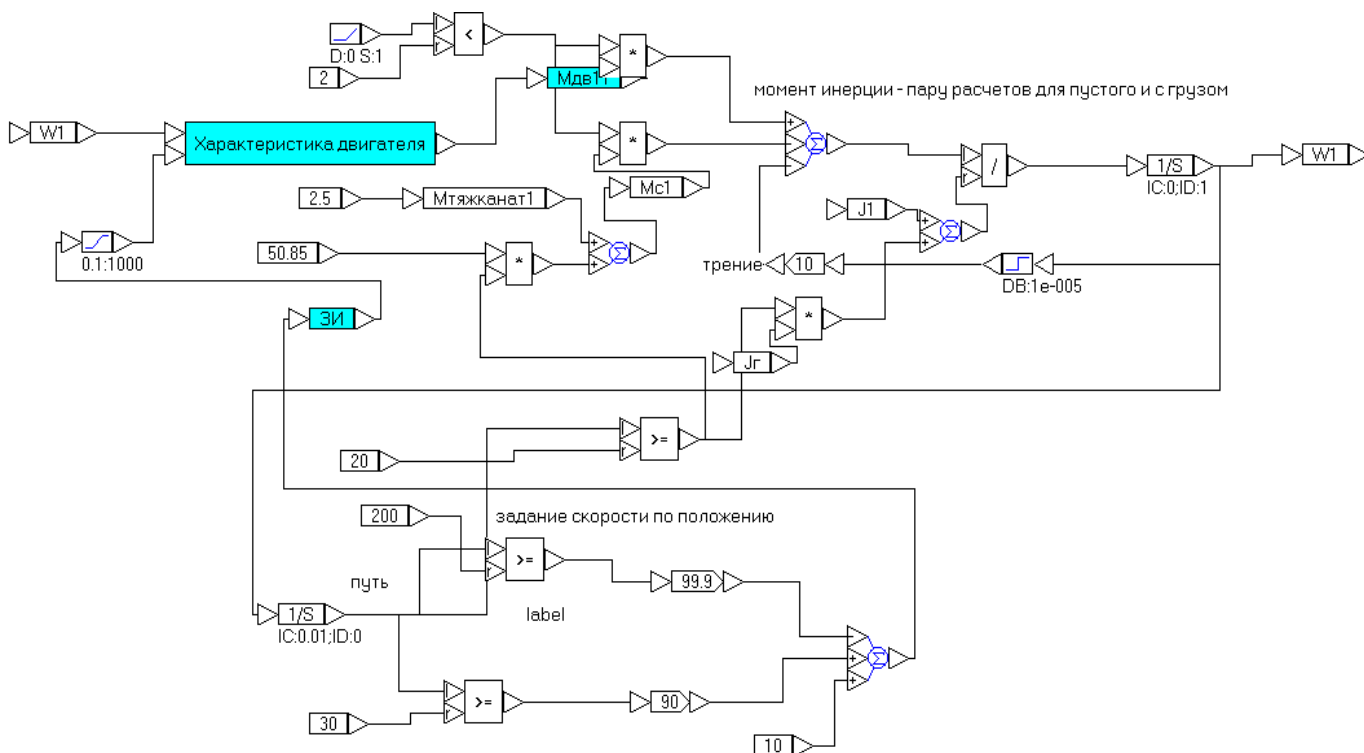 D:0 S:1
<
*
2
Мдв11
момент инерции - пару расчетов для пустого и с грузом
W1
Характеристика двигателя
*
/
1/S
IC:0;ID:1
W1
2.5
Мтяжканат1
Mc1
J1
0.1:1000
50.85
*
трение
10
DB:1e-005
ЗИ
*
Jг
>=
20
200
задание скорости по положению
>=
99.9
путь
1/S
IC:0.01;ID:0
label
>=
90
30
10